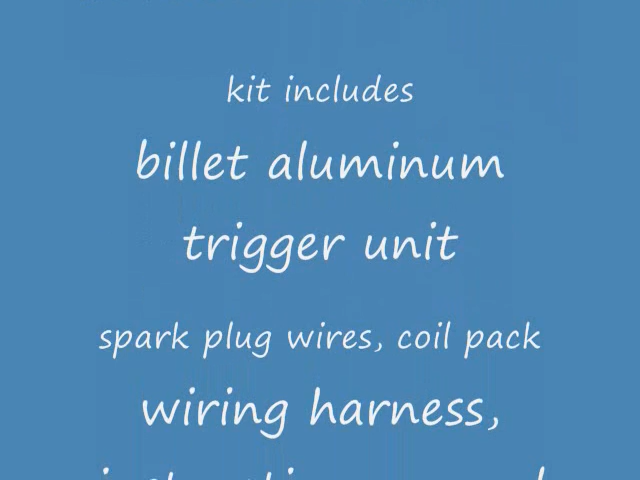 kit includes
billet aluminum
trigger unit
spark plug wires, coil pack
wiring harness,